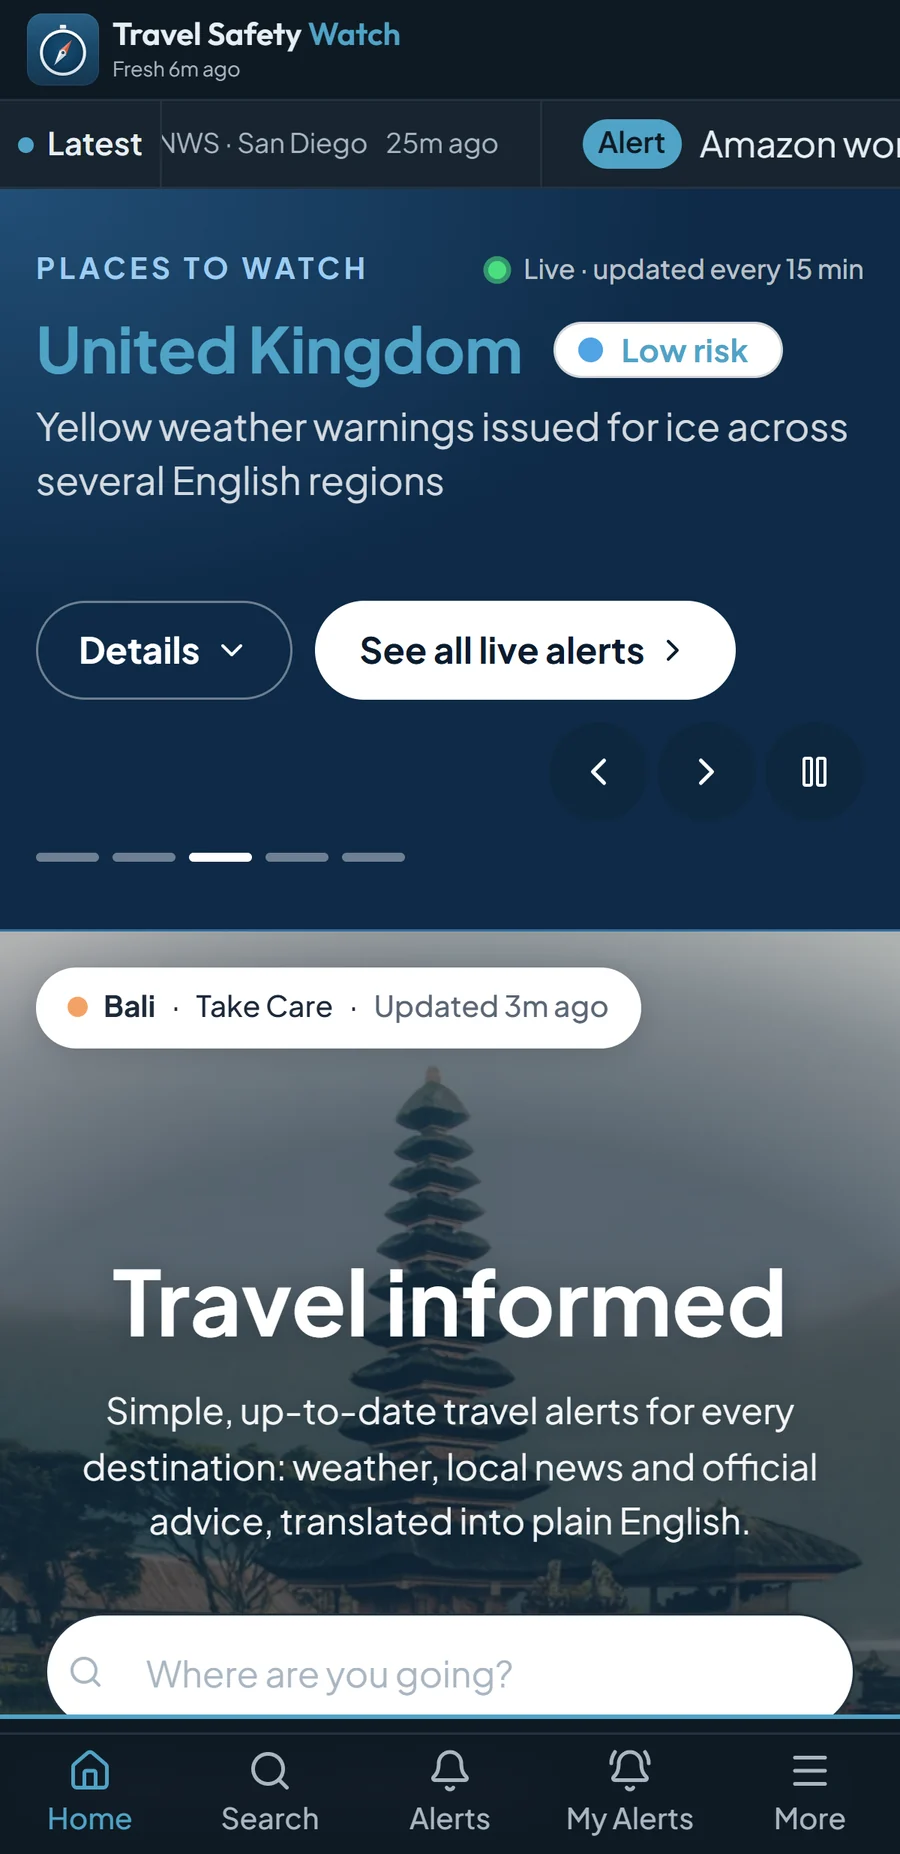 Travel Safety Watch
Fresh 6m ago
Latest
NWS · San Diego 25m ago
Alert
Amazon
PLACES TO WATCH
Live · updated every 15 min
United Kingdom
Low risk
Yellow weather warnings issued for ice across
several English regions
Details
See all live alerts
Bali · Take Care · Updated 3m ago
Travel informed
Simple, up-to-date travel alerts for every
destination: weather, local news and official
advice, translated into plain English.
Where are you going?
Home
Search
Alerts
My Alerts
More